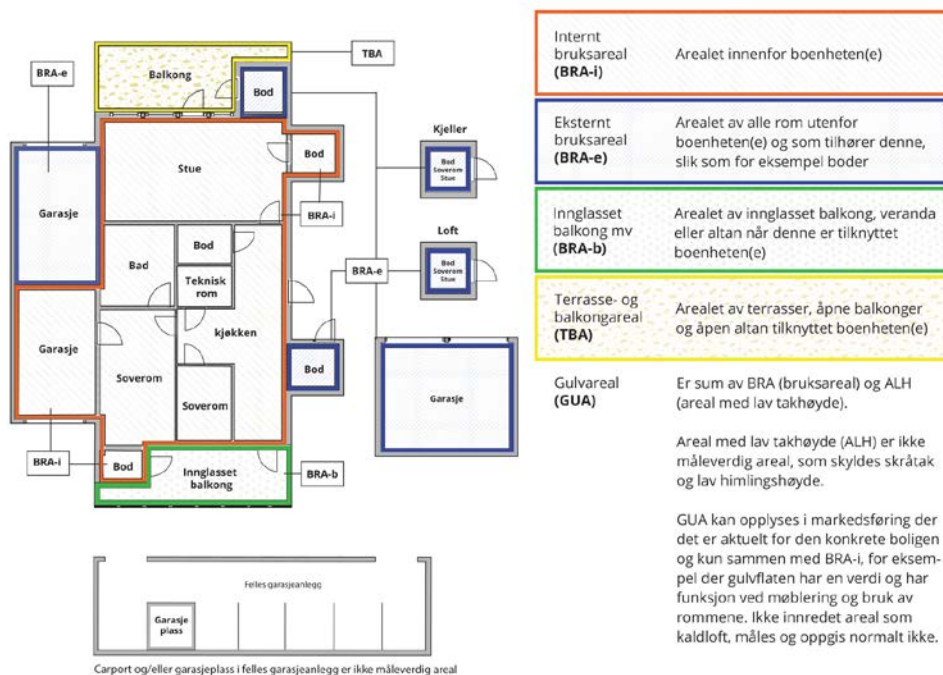 TBA
BRA-e
Balkong
Bod
Kjeller
Bod
Soverom
Stue
Stue
Bod
BRA-i
Garasje
Loft
Bod
Bad
Teknisk
rom
BRA-e
Bod
Soverom
Stue
kjøkken
Garasje
Soverom
Soverom
Bod
Garasje
BRA-i
Bod
Innglasset
balkong
BRA-b
Felles garasjeanlegg
Garasje
plass
Carport og/eller garasjeplass i felles garasjeanlegg er ikke måleverdig areal
Internt
bruksareal
(BRA-i)
Arealet innenfor boenheten(e)
Eksternt
bruksareal
(BRA-e)
Arealet av alle rom utenfor
boenheten(e) og som tilhører denne,
slik som for eksempel boder
Innglasset
balkong mv
(BRA-b)
Arealet av innglasset balkong, veranda
eller altan når denne er tilknyttet
boenheten(e)
Terrasse- og
balkongareal
(TBA)
Arealet av terrasser, åpne balkonger
og åpen altan tilknyttet boenheten(e)
Gulvareal
(GUA)
Er sum av BRA (bruksareal) og ALH
(areal med lav takhøyde).
Areal med lav takhøyde (ALH) er ikke
måleverdig areal, som skyldes skråtak
og lav himlingshøyde.
GUA kan opplyses i markedsføring der
det er aktuelt for den konkrete boligen
og kun sammen med BRA-i, for eksem-
pel der gulvflaten har en verdi og har
funksjon ved møblering og bruk av
rommene. Ikke innredet areal som
kaldloft, måles og oppgis normalt ikke.